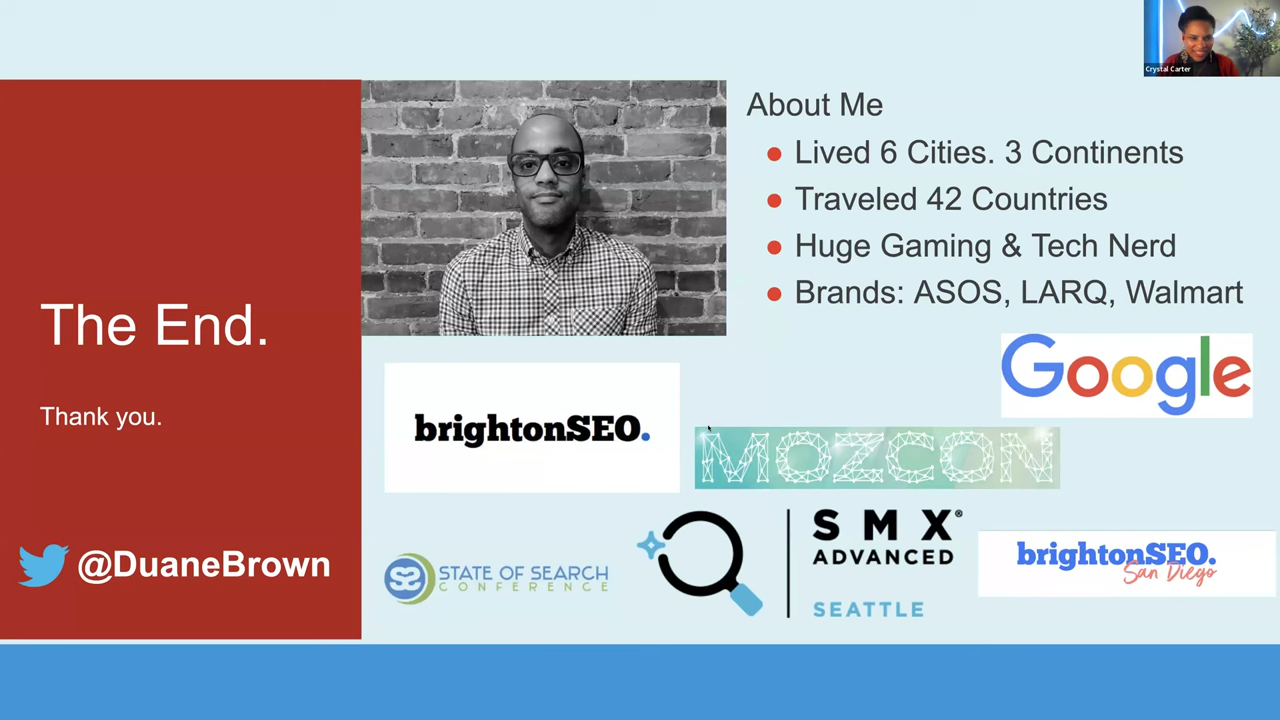 Crystal Carter
The End.
Thank you.
@DuaneBrown
About Me
Lived 6 Cities. 3 Continents
Traveled 42 Countries
Huge Gaming & Tech Nerd
Brands: ASOS, LARQ, Walmart
Google
brightonSEO.
MOZCON
STATE OF SEARCH
CONFERENCE
SMX®
ADVANCED
SEATTLE
brightonSEO.
San Diego